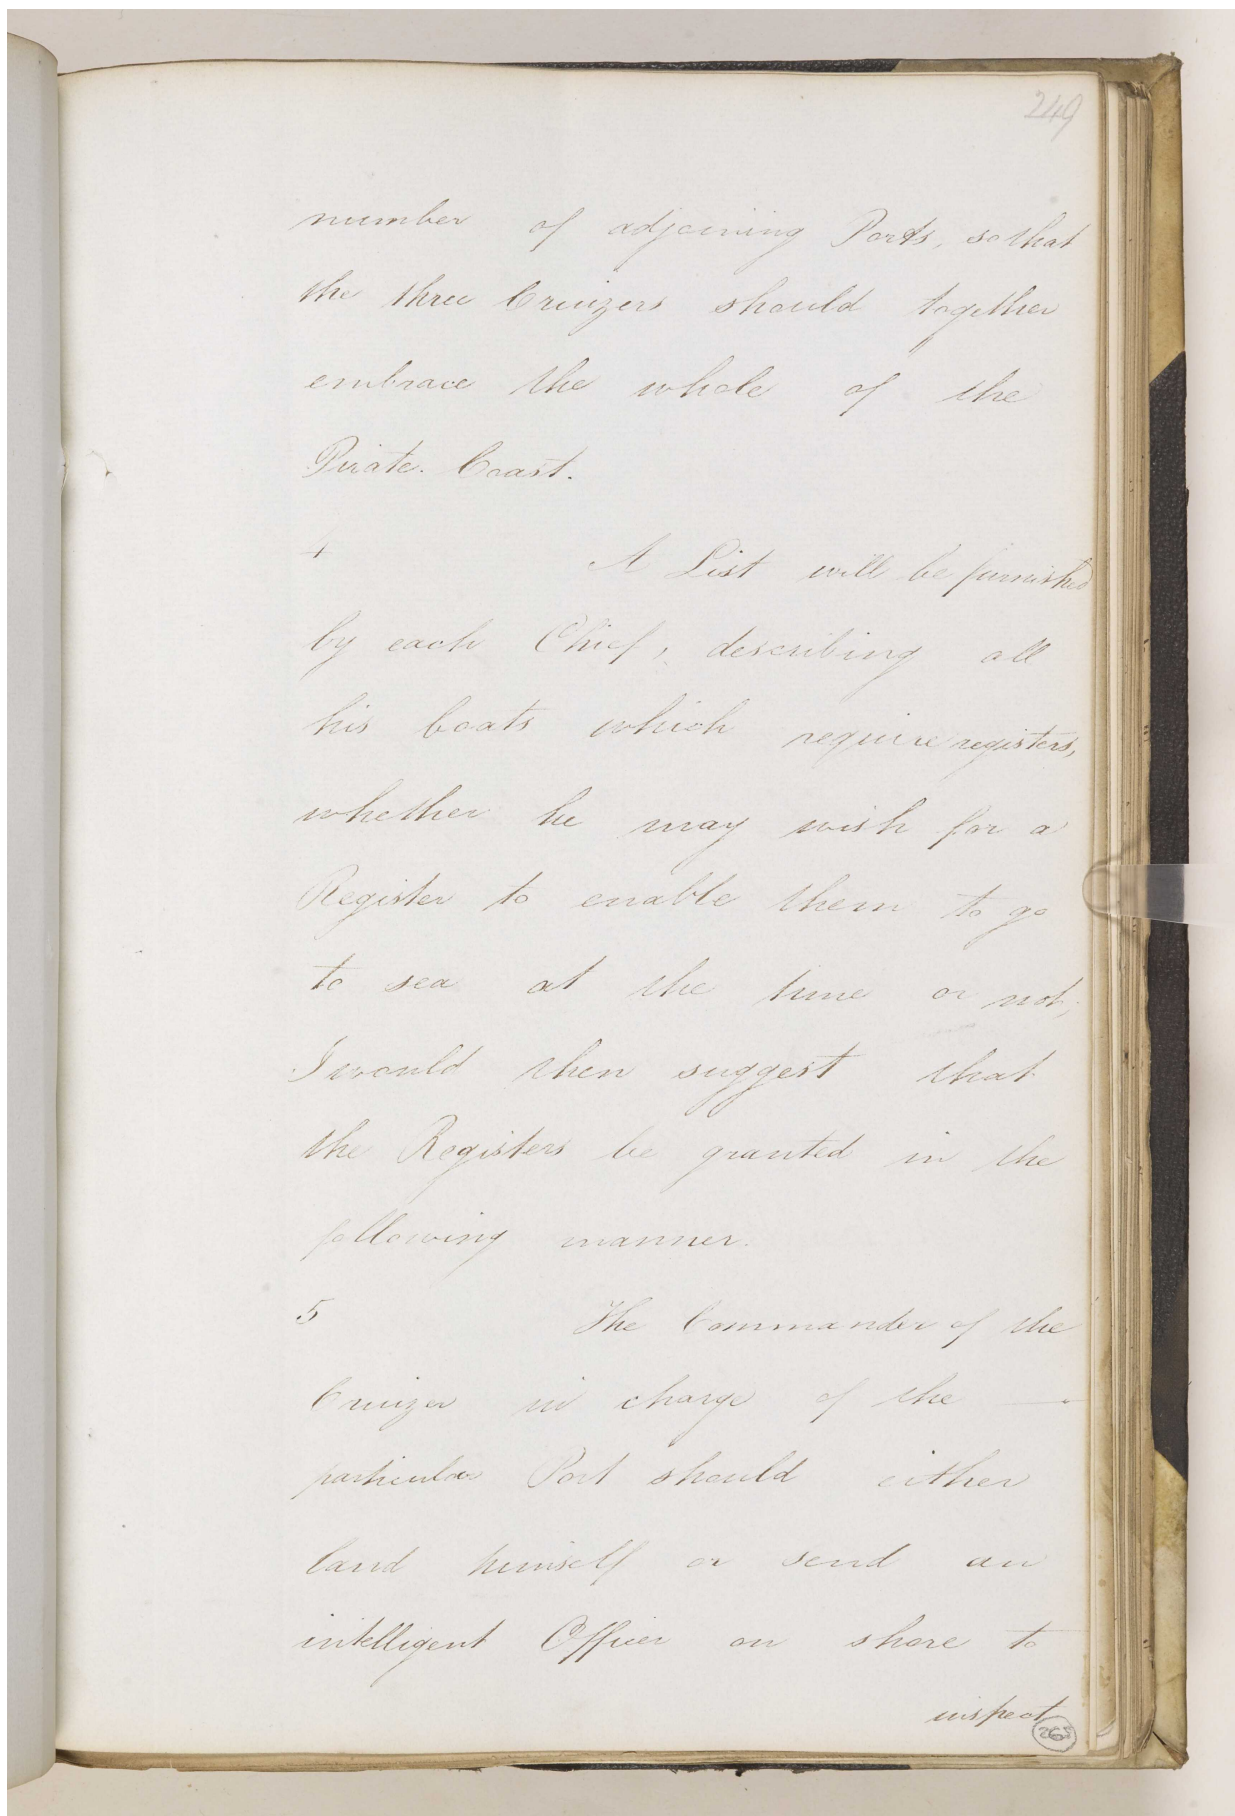 249
number of adjoining Ports, so that
the three Cruizers should together
embrace the whole of the
Pirate. Coast.
4 A List will be furnished
by each Chief, describing all
his boats which require registers,
whether he may wish for a
Register to enable them to go
to sea at the time or not,
I would then suggest that
the Registers be granted in the
following manner.
5 The Commander of the
Cruizer in charge of the
particular Port should either
land himself or send an
intelligent Officer on shore to
inspect